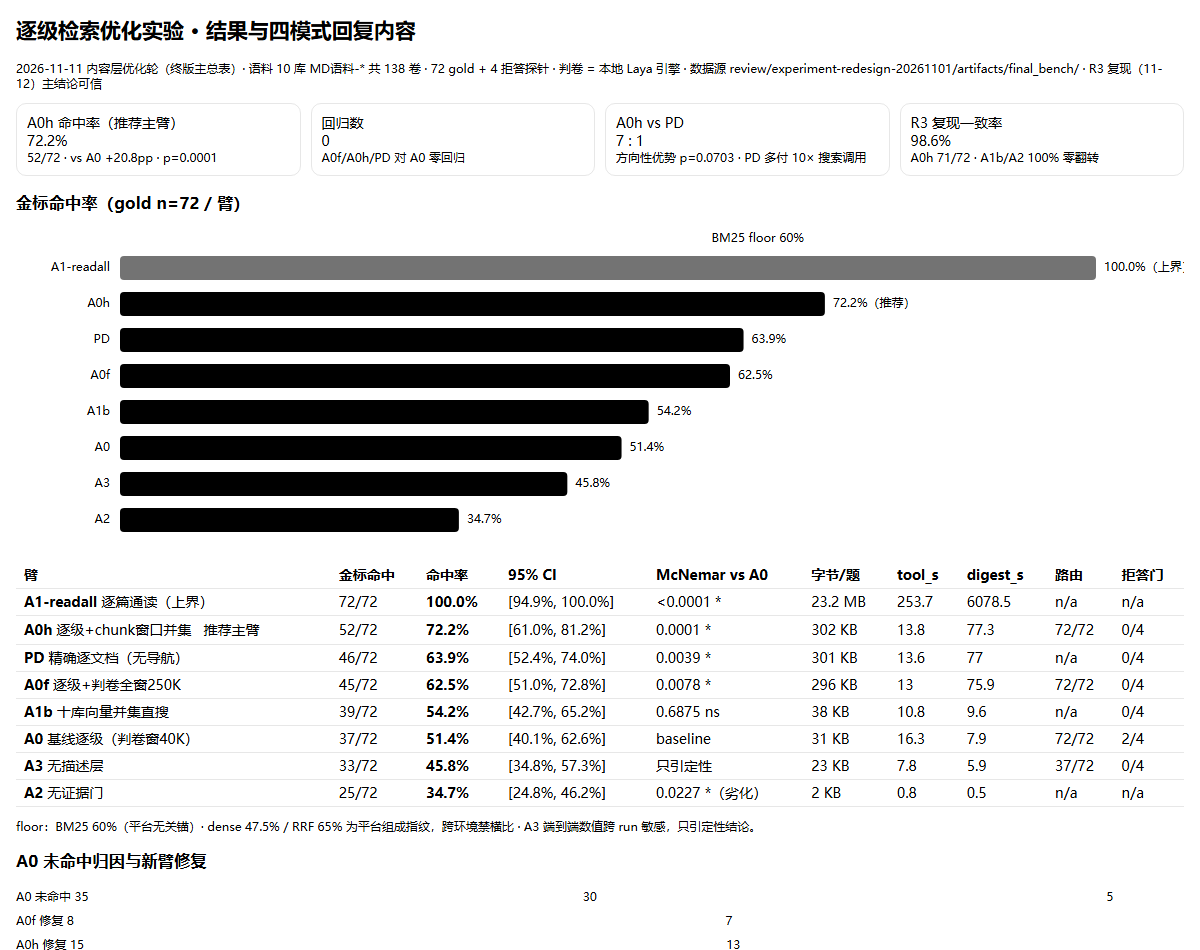 逐级检索优化实验 · 结果与四模式回复内容
2026-11-11 内容层优化轮（终版主总表）· 语料 10 库 MD语料-* 共 138 卷 · 72 gold + 4 拒答探针 · 判卷 = 本地 Laya 引擎 · 数据源 review/experiment-redesign-20261101/artifacts/final_bench/ · R3 复现（11-
12）主结论可信
A0h 命中率（推荐主臂）
72.2%
52/72 · vs A0 +20.8pp · p=0.0001
回归数
0
A0f/A0h/PD 对 A0 零回归
A0h vs PD
7 : 1
方向性优势 p=0.0703 · PD 多付 10× 搜索调用
R3 复现一致率
98.6%
A0h 71/72 · A1b/A2 100% 零翻转
金标命中率（gold n=72 / 臂）
BM25 floor 60%
A1-readall 100.0%（上界
A0h 72.2%（推荐）
PD 63.9%
A0f 62.5%
A1b 54.2%
A0 51.4%
A3 45.8%
A2 34.7%
臂 金标命中 命中率 95% CI McNemar vs A0 字节/题 tool_s digest_s 路由 拒答门
A1-readall 逐篇通读（上界） 72/72 100.0% [94.9%, 100.0%] <0.0001 * 23.2 MB 253.7 6078.5 n/a n/a
A0h 逐级+chunk窗口并集 推荐主臂 52/72 72.2% [61.0%, 81.2%] 0.0001 * 302 KB 13.8 77.3 72/72 0/4
PD 精确逐文档（无导航） 46/72 63.9% [52.4%, 74.0%] 0.0039 * 301 KB 13.6 77 n/a 0/4
A0f 逐级+判卷全窗250K 45/72 62.5% [51.0%, 72.8%] 0.0078 * 296 KB 13 75.9 72/72 0/4
A1b 十库向量并集直搜 39/72 54.2% [42.7%, 65.2%] 0.6875 ns 38 KB 10.8 9.6 n/a 0/4
A0 基线逐级（判卷窗40K） 37/72 51.4% [40.1%, 62.6%] baseline 31 KB 16.3 7.9 72/72 2/4
A3 无描述层 33/72 45.8% [34.8%, 57.3%] 只引定性 23 KB 7.8 5.9 37/72 0/4
A2 无证据门 25/72 34.7% [24.8%, 46.2%] 0.0227 *（劣化） 2 KB 0.8 0.5 n/a n/a
floor：BM25 60%（平台无关锚）· dense 47.5% / RRF 65% 为平台组成指纹，跨环境禁横比 · A3 端到端数值跨 run 敏感，只引定性结论。
A0 未命中归因与新臂修复
A0 未命中 35 30 5
A0f 修复 8 7
A0h 修复 15 13